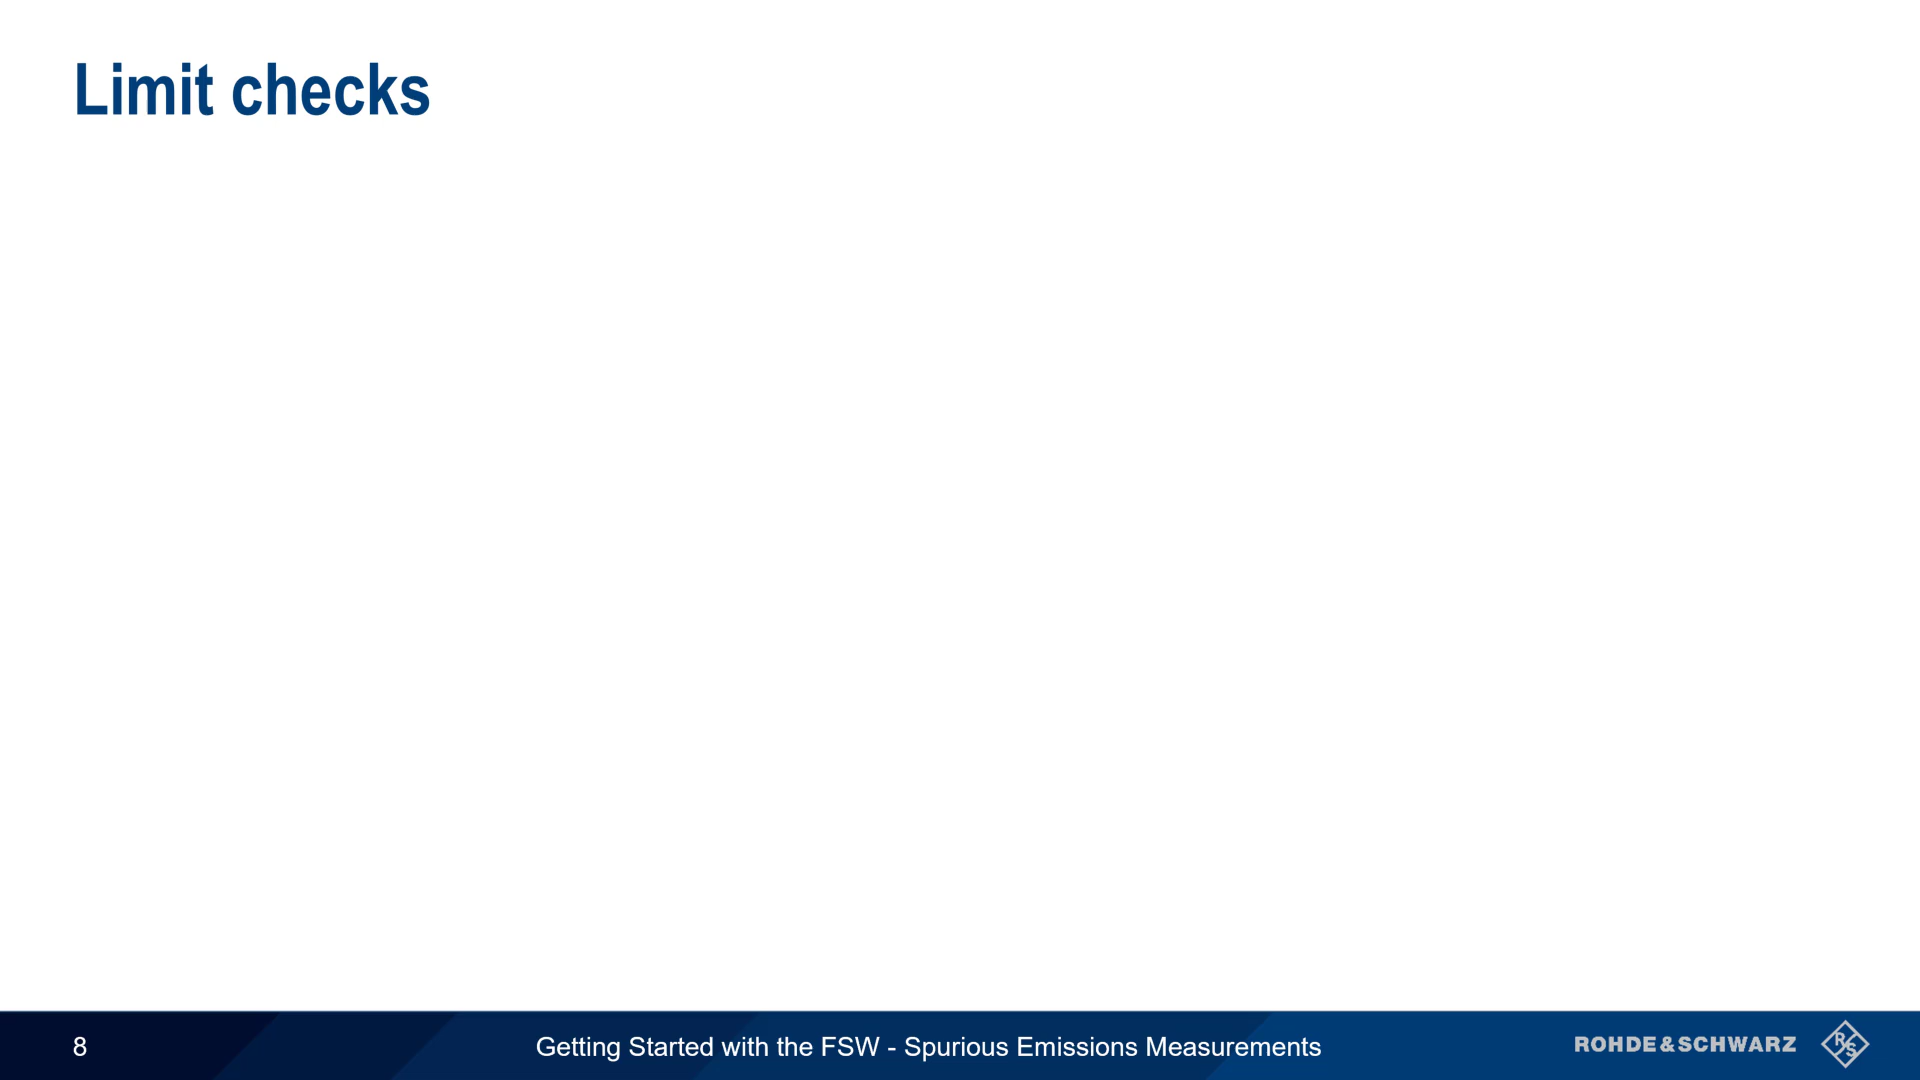 Limit checks
8
Getting Started with the FSW - Spurious Emissions Measurements
ROHDE&SCHWARZ
R
S